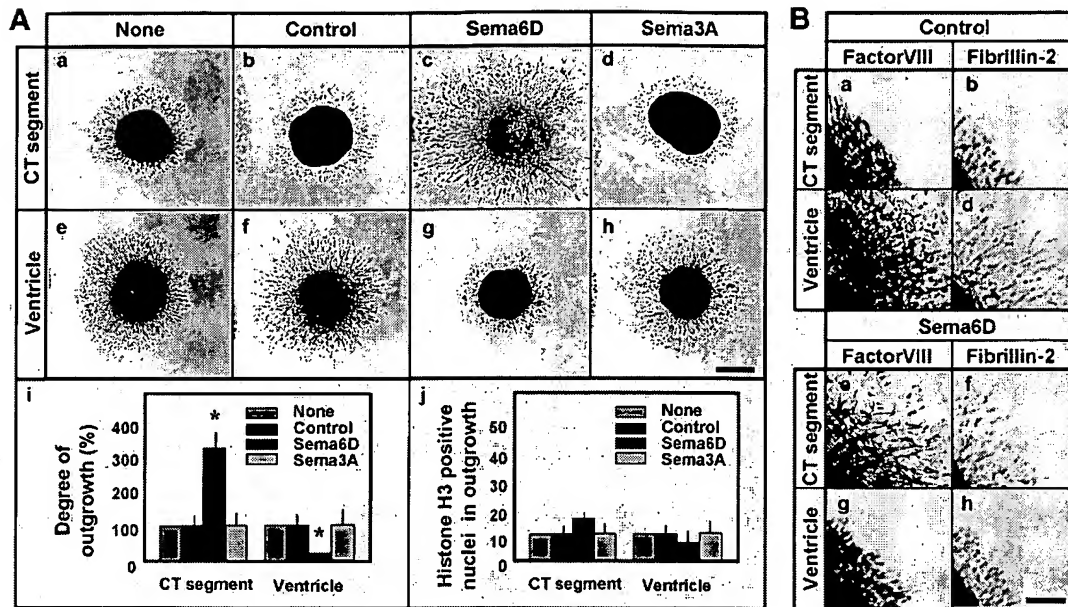 A
None Control Sema6D Sema3A
CT segment
a b c d
Ventricle
e f g h
i
Degree of outgrowth (%)
400
300
200
100
0
None
Control
Sema6D
Sema3A
*
*
CT segment Ventricle
j
Histone H3 positive nuclei in outgrowth
50
40
30
20
10
0
None
Control
Sema6D
Sema3A
CT segment Ventricle
B
Control
FactorVIII Fibrillin-2
CT segment
a b
Ventricle
d
Sema6D
FactorVIII Fibrillin-2
CT segment
e f
Ventricle
g h